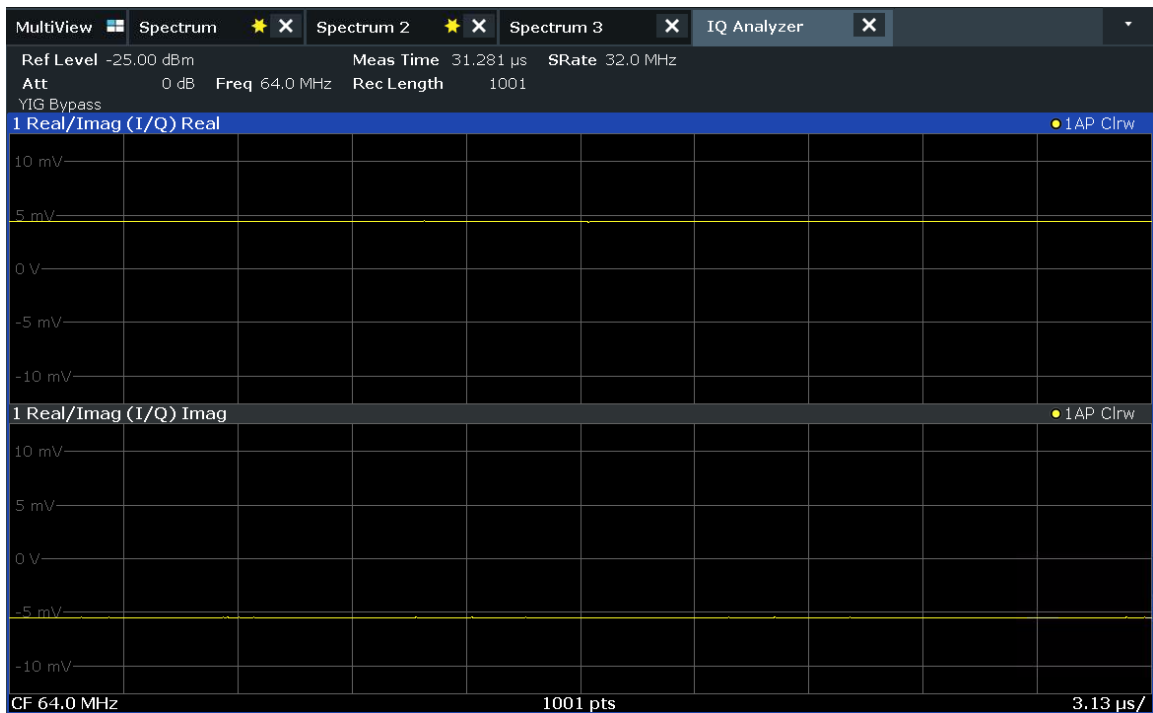 MultiView Spectrum Spectrum 2 Spectrum 3 IQ Analyzer
Ref Level -25.00 dBm Meas Time 31.281 µs SRate 32.0 MHz
Att 0 dB Freq 64.0 MHz Rec Length 1001
YIG Bypass
1 Real/Imag (I/Q) Real 1AP Clrw
10 mV
5 mV
0 V
-5 mV
-10 mV
1 Real/Imag (I/Q) Imag 1AP Clrw
10 mV
5 mV
0 V
-5 mV
-10 mV
CF 64.0 MHz 1001 pts 3.13 µs/